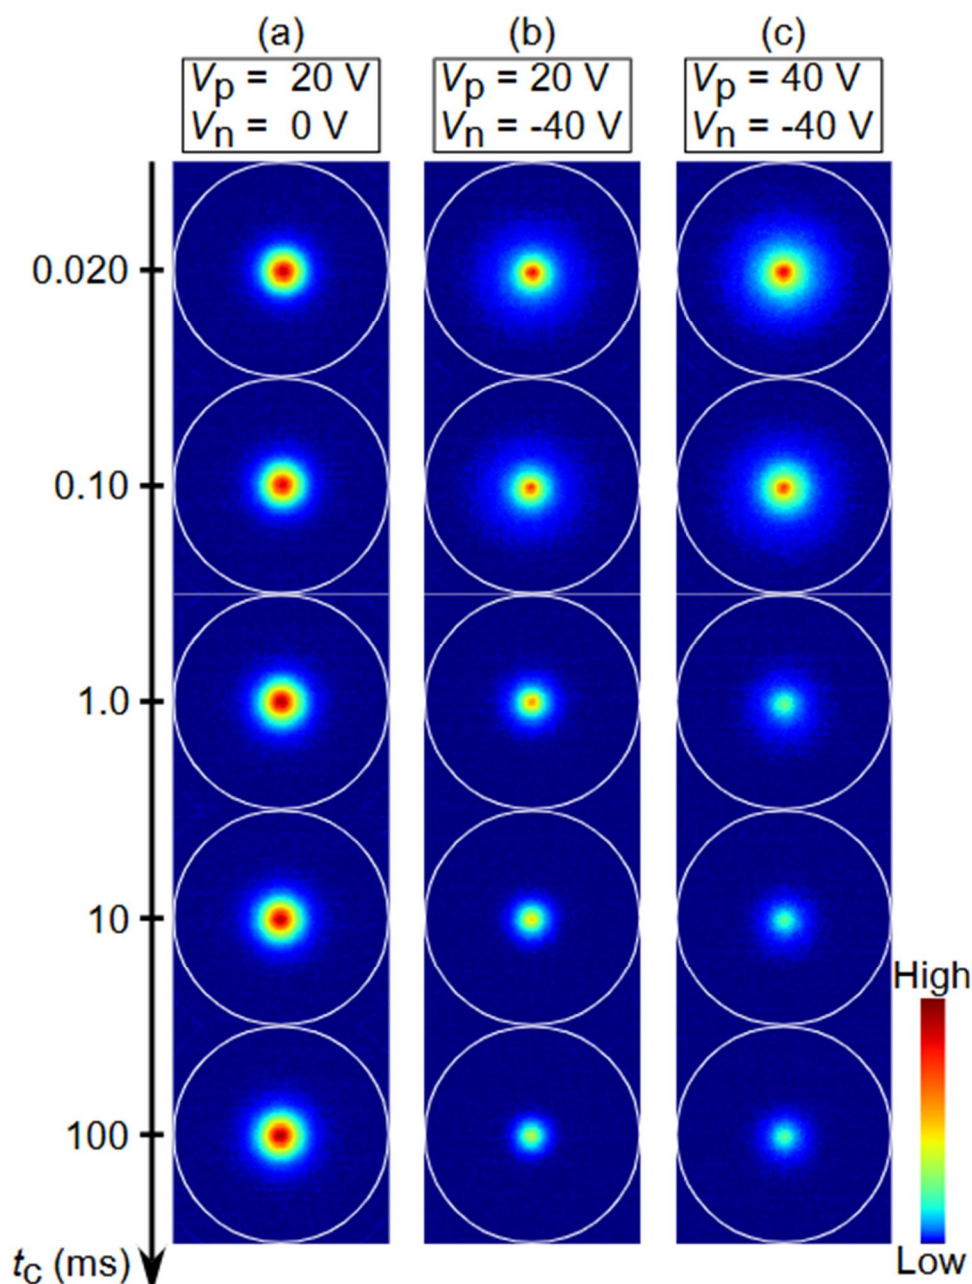 (a) (b) (c)
Vp = 20 V Vp = 20 V Vp = 40 V
Vn = 0 V Vn = -40 V Vn = -40 V
0.020
0.10
1.0
10
100
High
Low
tC (ms)